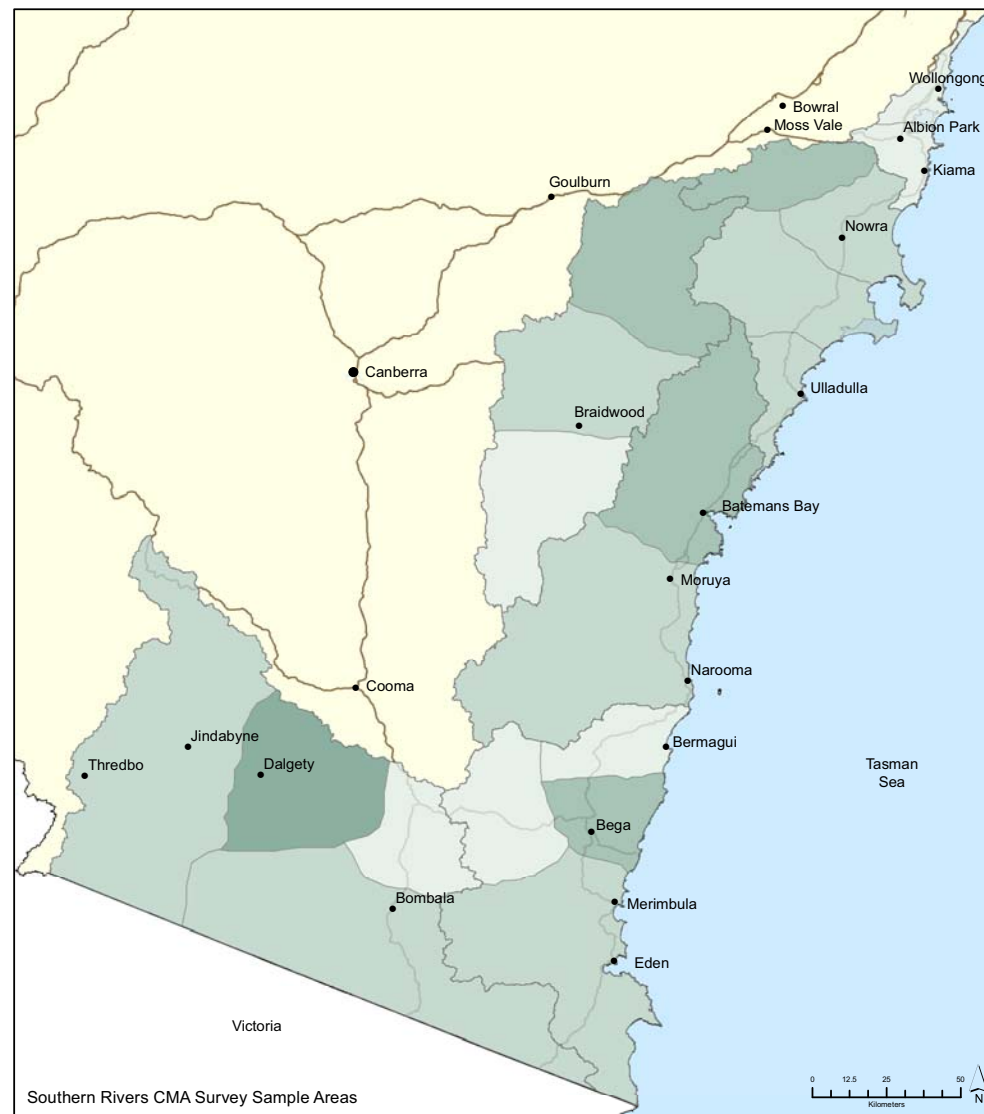 Wollongong
Bowral
Moss Vale
Albion Park
Kiama
Goulburn
Nowra
Canberra
Ulladulla
Braidwood
Batemans Bay
Moruya
Narooma
Cooma
Jindabyne
Bermagui
Thredbo
Dalgety
Tasman
Sea
Bega
Bombala
Merimbula
Eden
Victoria
Southern Rivers CMA Survey Sample Areas
0 12.5 25 50
Kilometers
N